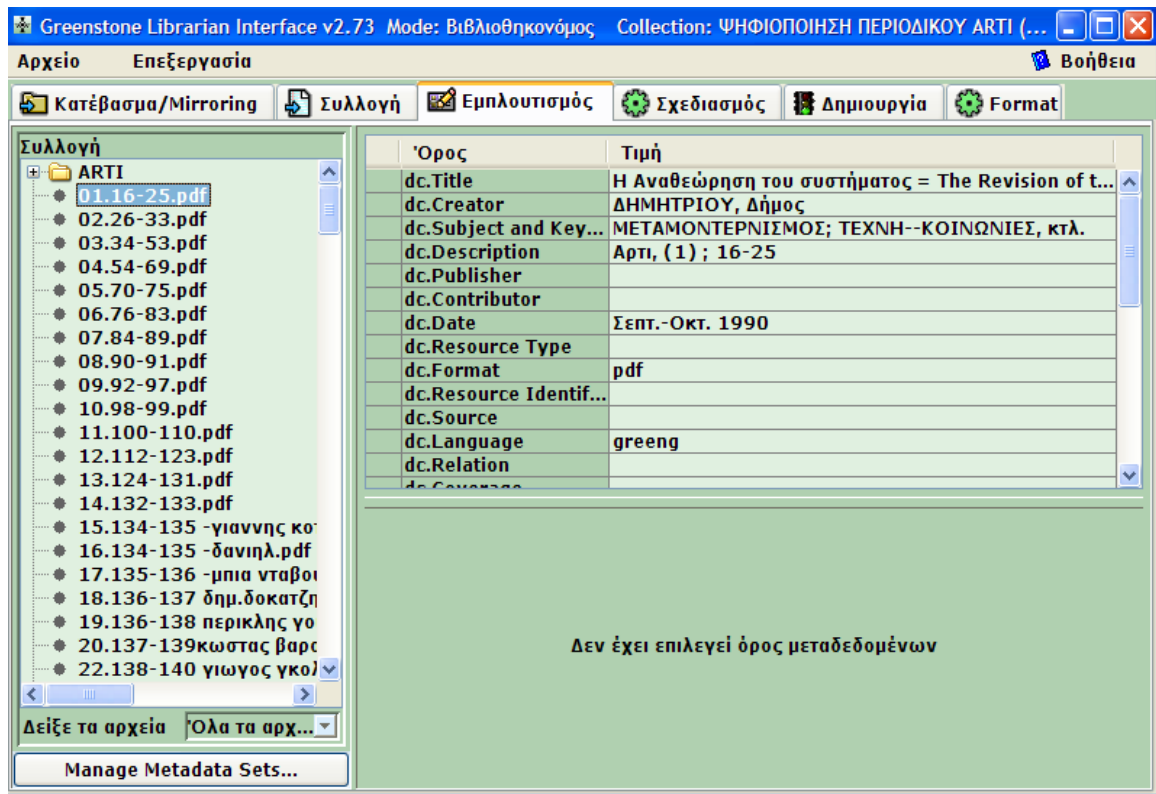 Greenstone Librarian Interface v2.73 Mode: Βιβλιοθηκονόμος Collection: ΨΗΦΙΟΠΟΙΗΣΗ ΠΕΡΙΟΔΙΚΟΥ ARTI (...
Αρχείο Επεξεργασία Βοήθεια
Κατέβασμα/Mirroring Συλλογή Εμπλουτισμός Σχεδιασμός Δημιουργία Format
Συλλογή
ARTI
01.16-25.pdf
02.26-33.pdf
03.34-53.pdf
04.54-69.pdf
05.70-75.pdf
06.76-83.pdf
07.84-89.pdf
08.90-91.pdf
09.92-97.pdf
10.98-99.pdf
11.100-110.pdf
12.112-123.pdf
13.124-131.pdf
14.132-133.pdf
15.134-135 -γιαννης κοτ
16.134-135 -δανιηλ.pdf
17.135-136 -μπια νταβου
18.136-137 δημ.δοκατζη
19.136-138 περικλης γο
20.137-139κωστας βαρο
22.138-140 γιωγος γκολ
Δείξε τα αρχεία Όλα τα αρχ...
Manage Metadata Sets...
Όρος Τιμή
dc.Title Η Αναθεώρηση του συστήματος = The Revision of t...
dc.Creator ΔΗΜΗΤΡΙΟΥ, Δήμος
dc.Subject and Key... ΜΕΤΑΜΟΝΤΕΡΝΙΣΜΟΣ; ΤΕΧΝΗ--ΚΟΙΝΩΝΙΕΣ, κτλ.
dc.Description Αρτι, (1) ; 16-25
dc.Publisher
dc.Contributor
dc.Date Σεπτ.-Οκτ. 1990
dc.Resource Type
dc.Format pdf
dc.Resource Identif...
dc.Source
dc.Language greeng
dc.Relation
dc.Coverage
Δεν έχει επιλεγεί όρος μεταδεδομένων